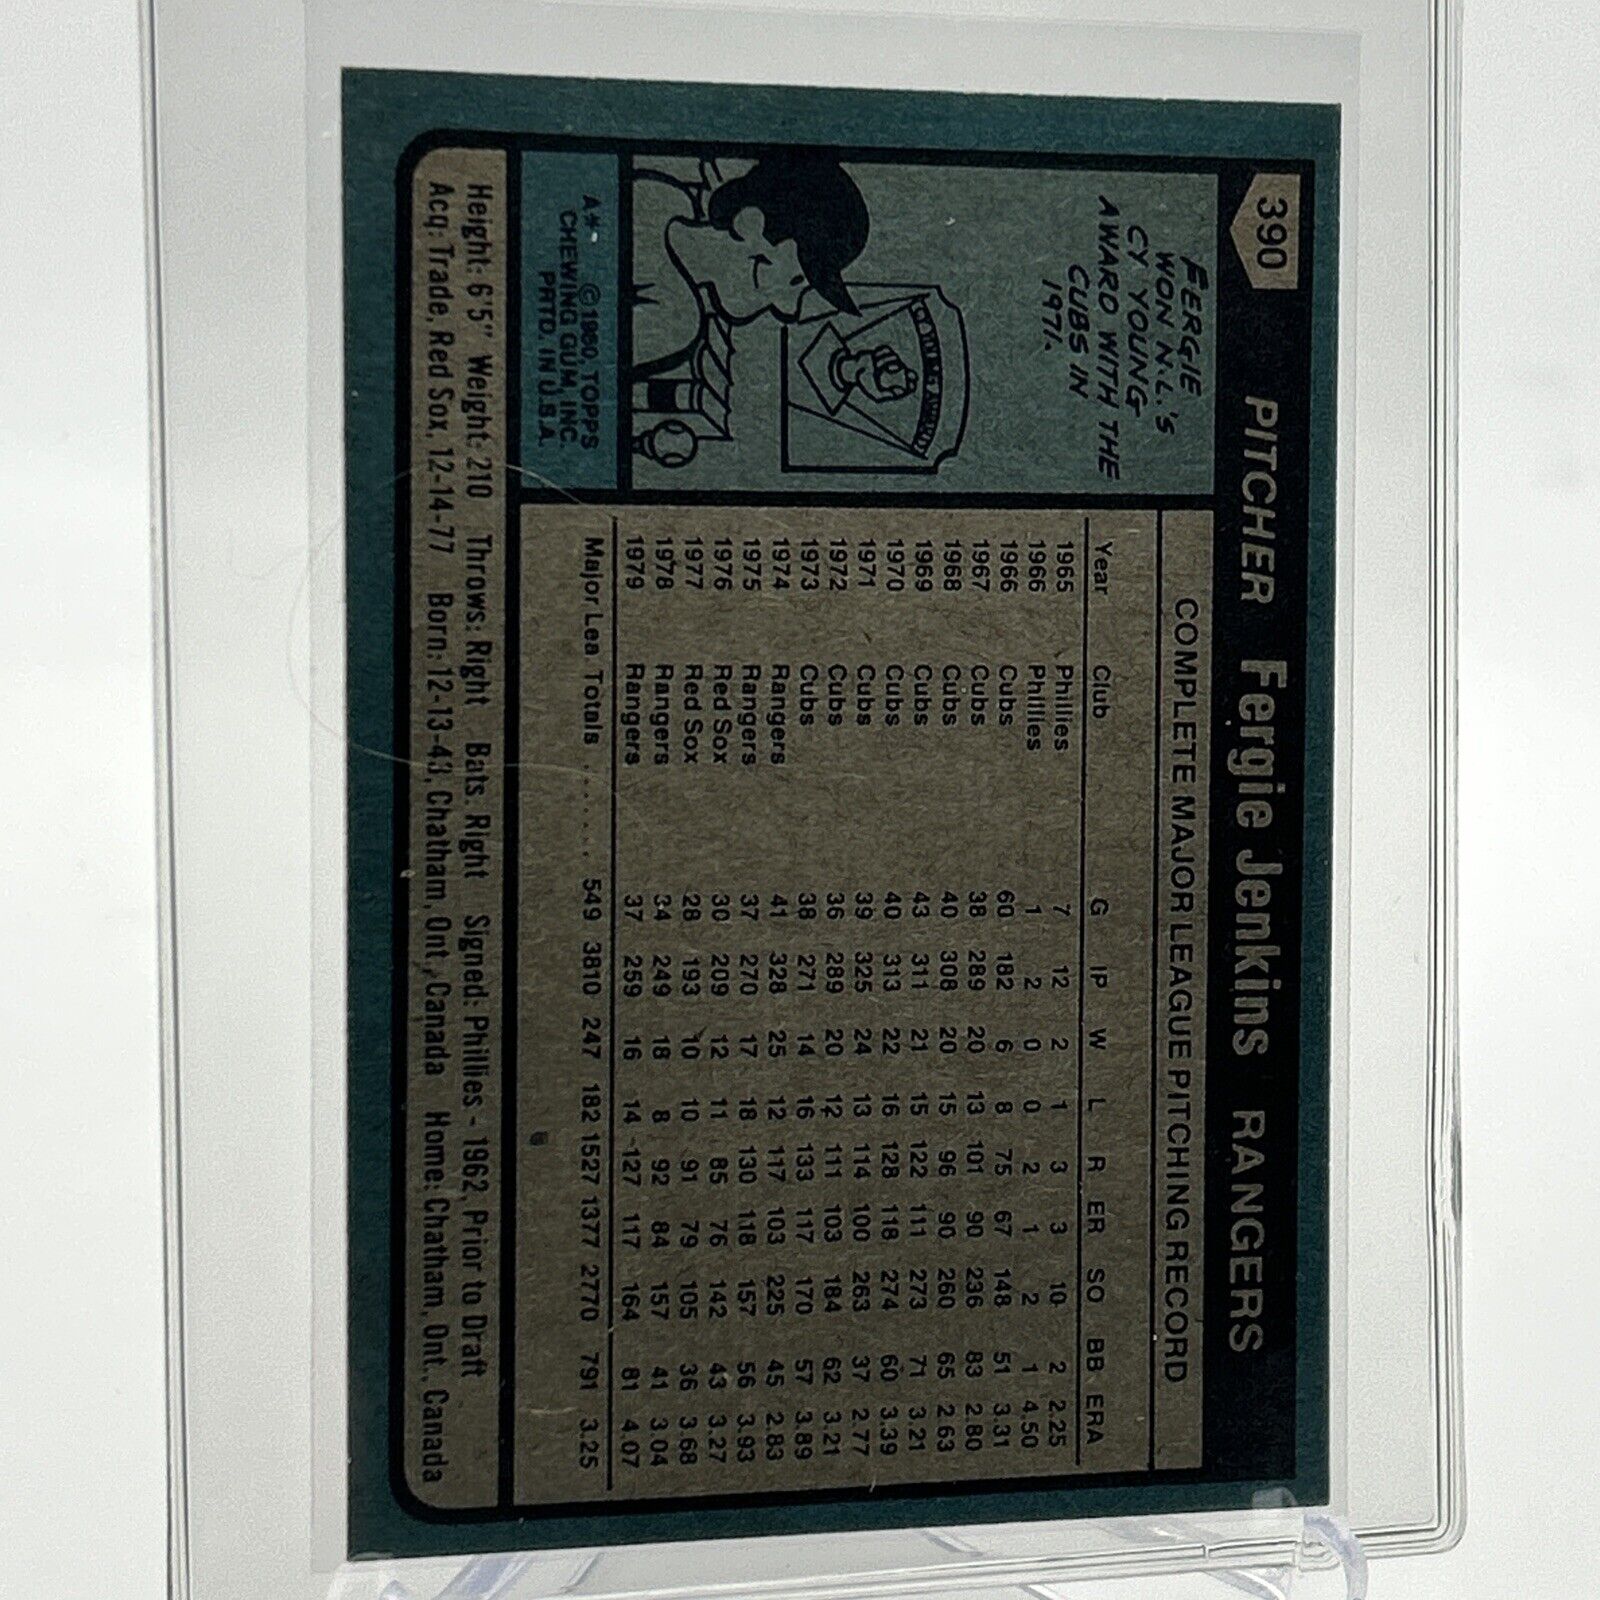 390 PITCHER Fergie Jenkins RANGERS
FERGIE
WON N.L.'S
CY YOUNG
AWARD WITH THE
CUBS IN
1971.
A* ©1980, TOPPS
CHEWING GUM, INC.
PRTD. IN U.S.A.
COMPLETE MAJOR LEAGUE PITCHING RECORD
Year Club G IP W L R ER SO BB ERA
1965 Phillies 7 12 2 1 3 3 10 2 2.25
1966 Phillies 1 2 0 0 2 1 2 1 4.50
1966 Cubs 60 182 6 8 75 67 148 51 3.31
1967 Cubs 38 289 20 13 101 90 236 83 2.80
1968 Cubs 40 308 20 15 96 90 260 65 2.63
1969 Cubs 43 311 21 15 122 111 273 71 3.21
1970 Cubs 40 313 22 16 128 118 274 60 3.39
1971 Cubs 39 325 24 13 114 100 263 37 2.77
1972 Cubs 36 289 20 12 111 103 184 62 3.21
1973 Cubs 38 271 14 16 133 117 170 57 3.89
1974 Rangers 41 328 25 12 117 103 225 45 2.83
1975 Rangers 37 270 17 18 130 118 157 56 3.93
1976 Red Sox 30 209 12 11 85 76 142 43 3.27
1977 Red Sox 28 193 10 10 91 79 105 36 3.68
1978 Rangers 34 249 18 8 92 84 157 41 3.04
1979 Rangers 37 259 16 14 127 117 164 81 4.07
Major Lea. Totals ...... 549 3810 247 182 1527 1377 2770 791 3.25
Height: 6'5" Weight: 210 Throws: Right Bats: Right Signed: Phillies - 1962, Prior to Draft
Acq: Trade, Red Sox, 12-14-77 Born: 12-13-43, Chatham, Ont., Canada Home: Chatham, Ont., Canada